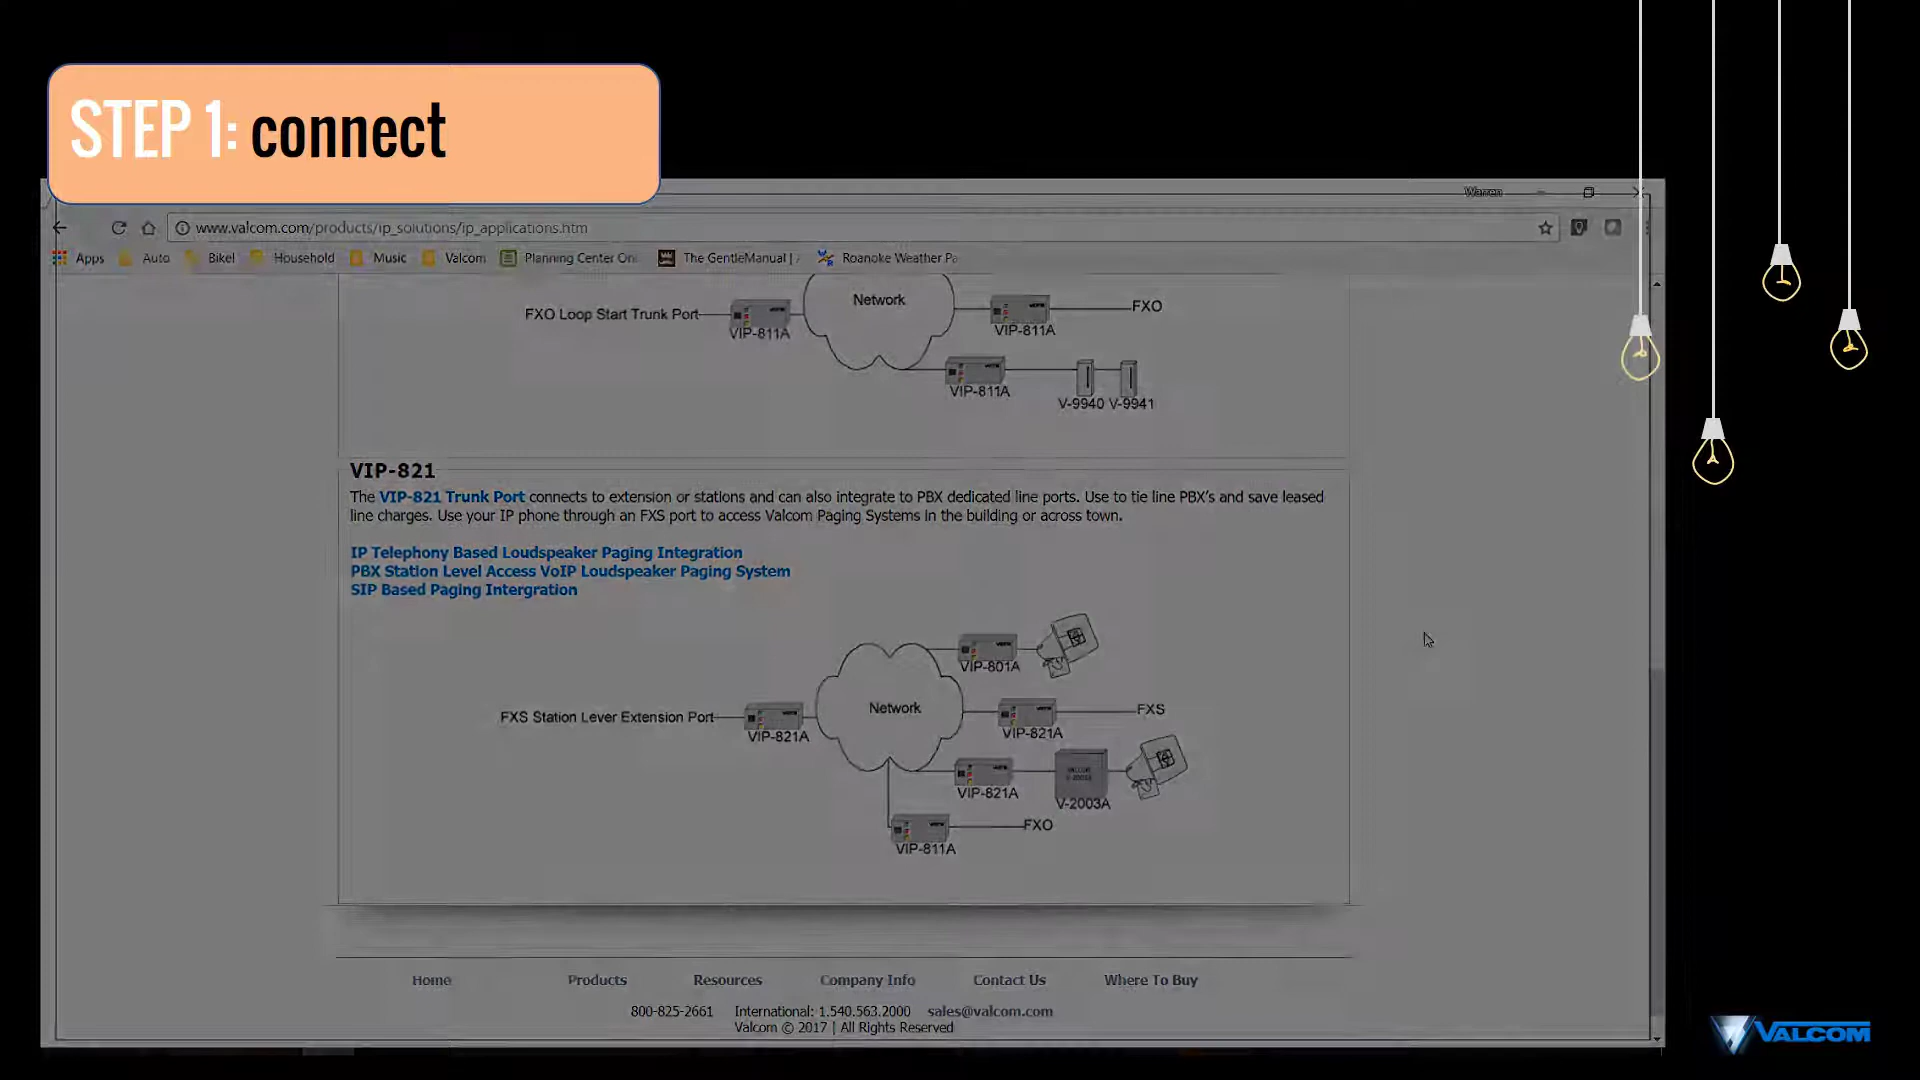 STEP 1: connect
Warren
www.valcom.com/products/ip_solutions/ip_applications.htm
Apps Auto Bikel Household Music Valcom Planning Center On The GentleManual | Roanoke Weather Pa
Network
FXO Loop Start Trunk Port
VIP-811A
VIP-811A
FXO
VIP-811A
V-9940 V-9941
VIP-821
The VIP-821 Trunk Port connects to extension or stations and can also integrate to PBX dedicated line ports. Use to tie line PBX's and save leased
line charges. Use your IP phone through an FXS port to access Valcom Paging Systems in the building or across town.
IP Telephony Based Loudspeaker Paging Integration
PBX Station Level Access VoIP Loudspeaker Paging System
SIP Based Paging Intergration
VIP-801A
Network
FXS Station Lever Extension Port
VIP-821A
VIP-821A
FXS
VIP-821A
V-2003A
VIP-811A
FXO
Home Products Resources Company Info Contact Us Where To Buy
800-825-2661 International: 1.540.563.2000 sales@valcom.com
Valcom © 2017 | All Rights Reserved
VALCOM